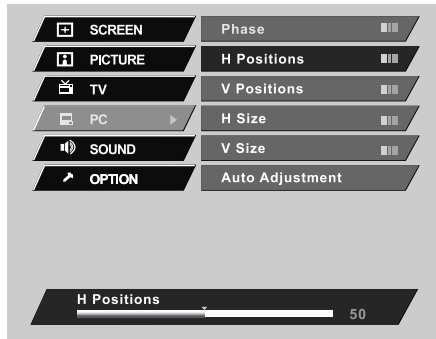 SCREEN
PICTURE
TV
PC
SOUND
OPTION
Phase
H Positions
V Positions
H Size
V Size
Auto Adjustment
H Positions
50